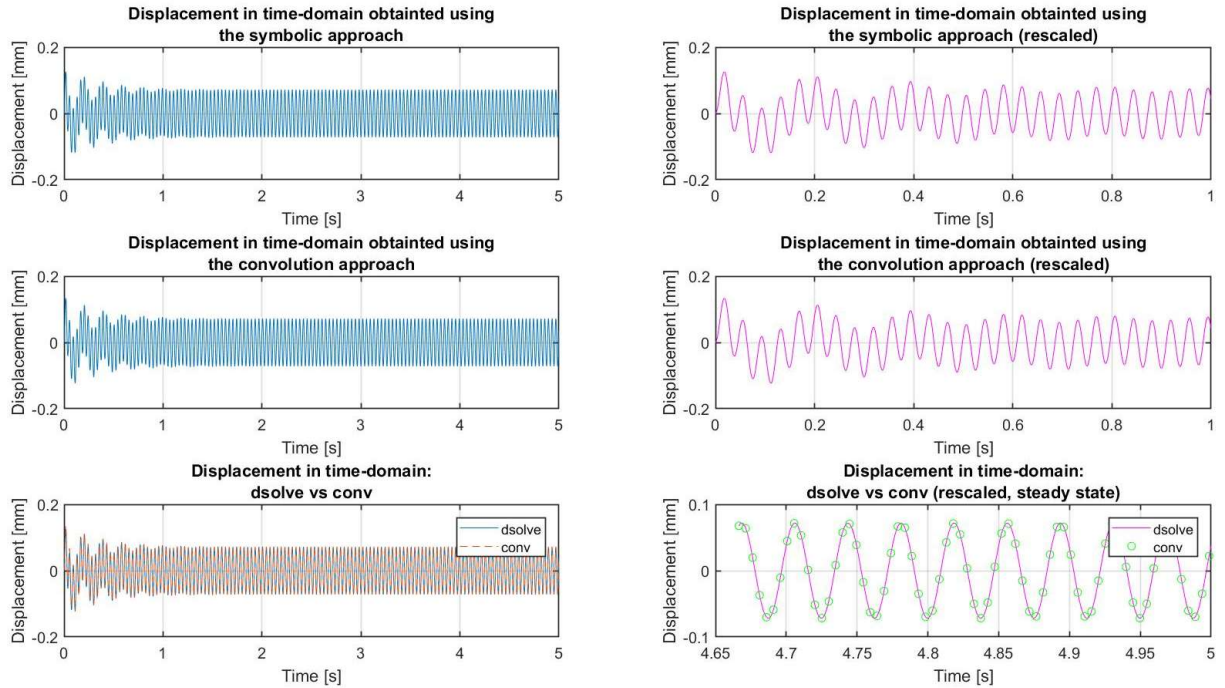 Displacement in time-domain obtainted using
the symbolic approach
0.2
0
-0.2
Displacement [mm]
0 1 2 3 4 5
Time [s]
Displacement in time-domain obtainted using
the symbolic approach (rescaled)
0.2
0
-0.2
Displacement [mm]
0 0.2 0.4 0.6 0.8 1
Time [s]
Displacement in time-domain obtainted using
the convolution approach
0.2
0
-0.2
Displacement [mm]
0 1 2 3 4 5
Time [s]
Displacement in time-domain obtainted using
the convolution approach (rescaled)
0.2
0
-0.2
Displacement [mm]
0 0.2 0.4 0.6 0.8 1
Time [s]
Displacement in time-domain:
dsolve vs conv
0.2
0
-0.2
Displacement [mm]
dsolve
conv
0 1 2 3 4 5
Time [s]
Displacement in time-domain:
dsolve vs conv (rescaled, steady state)
0.1
0
-0.1
Displacement [mm]
dsolve
conv
4.65 4.7 4.75 4.8 4.85 4.9 4.95 5
Time [s]